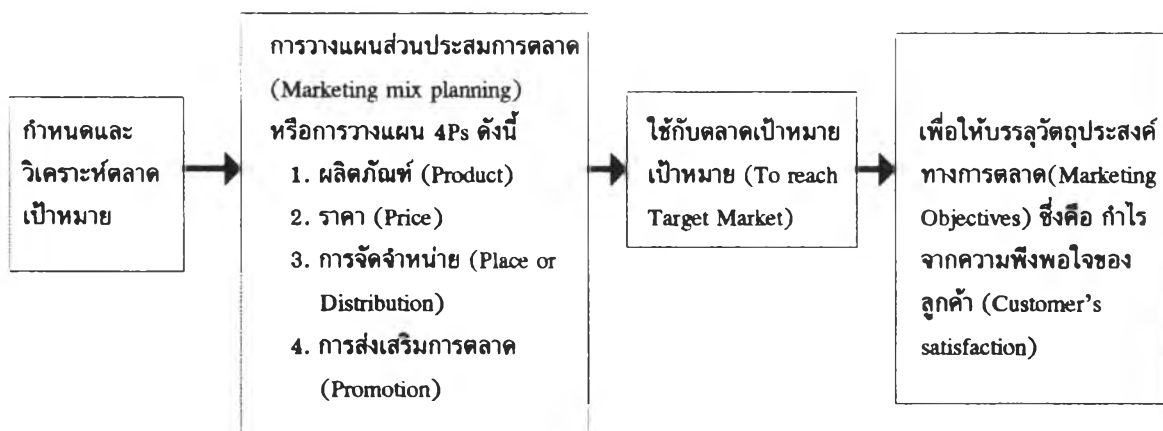 กำหนดและ
วิเคราะห์ตลาด
เป้าหมาย
การวางแผนส่วนประสมการตลาด
(Marketing mix planning)
หรือการวางแผน 4Ps ดังนี้
1. ผลิตภัณฑ์ (Product)
2. ราคา (Price)
3. การจัดจำหน่าย (Place or
Distribution)
4. การส่งเสริมการตลาด
(Promotion)
ใช้กับตลาดเป้าหมาย
เป้าหมาย (To reach
Target Market)
เพื่อให้บรรลุวัตถุประสงค์
ทางการตลาด(Marketing
Objectives) ซึ่งคือ กำไร
จากความพึงพอใจของ
ลูกค้า (Customer's
satisfaction)